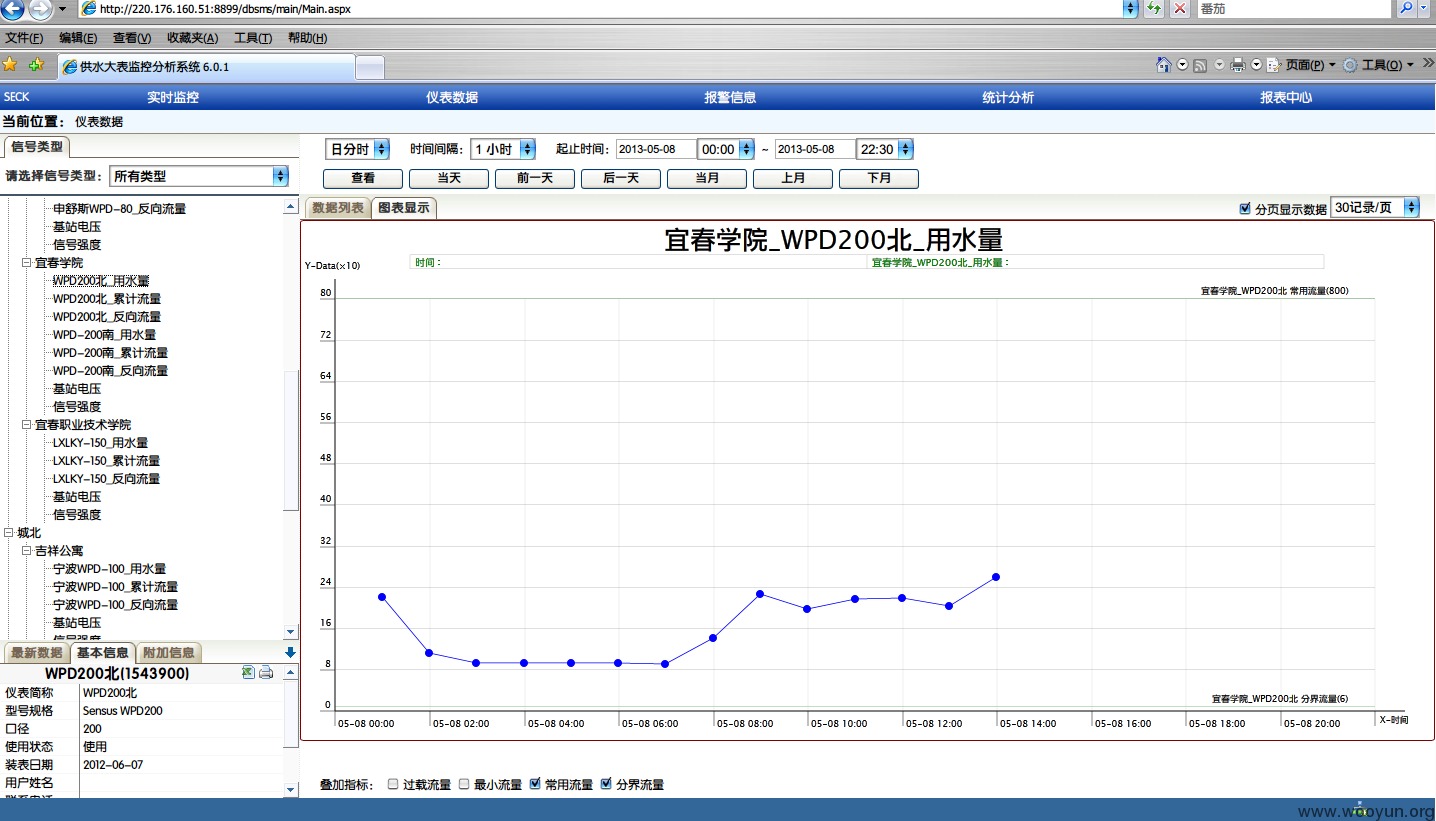 http://220.176.160.51:8899/dbsms/main/Main.aspx
番茄
文件(F) 编辑(E) 查看(V) 收藏夹(A) 工具(T) 帮助(H)
供水大表监控分析系统 6.0.1
页面(P) 工具(O)
SECK 实时监控 仪表数据 报警信息 统计分析 报表中心
当前位置： 仪表数据
信号类型
请选择信号类型： 所有类型
日分时 时间间隔： 1 小时 起止时间： 2013-05-08 00:00 ~ 2013-05-08 22:30
查看 当天 前一天 后一天 当月 上月 下月
数据列表 图表显示
分页显示数据 30记录/页
申舒斯WPD-80_反向流量
基站电压
信号强度
宜春学院
WPD200北_用水量
WPD200北_累计流量
WPD200北_反向流量
WPD-200南_用水量
WPD-200南_累计流量
WPD-200南_反向流量
基站电压
信号强度
宜春职业技术学院
LXLKY-150_用水量
LXLKY-150_累计流量
LXLKY-150_反向流量
基站电压
信号强度
城北
吉祥公寓
宁波WPD-100_用水量
宁波WPD-100_累计流量
宁波WPD-100_反向流量
基站电压
信号强度
最新数据 基本信息 附加信息
WPD200北(1543900)
仪表简称 WPD200北
型号规格 Sensus WPD200
口径 200
使用状态 使用
装表日期 2012-06-07
用户姓名
宜春学院_WPD200北_用水量
Y-Data(×10)
时间： 宜春学院_WPD200北_用水量：
宜春学院_WPD200北 常用流量(800)
80
72
64
56
48
40
32
24
16
8
0
宜春学院_WPD200北 分界流量(6)
05-08 00:00 05-08 02:00 05-08 04:00 05-08 06:00 05-08 08:00 05-08 10:00 05-08 12:00 05-08 14:00 05-08 16:00 05-08 18:00 05-08 20:00 X-时间
叠加指标： 过载流量 最小流量 常用流量 分界流量
www.wooyun.org